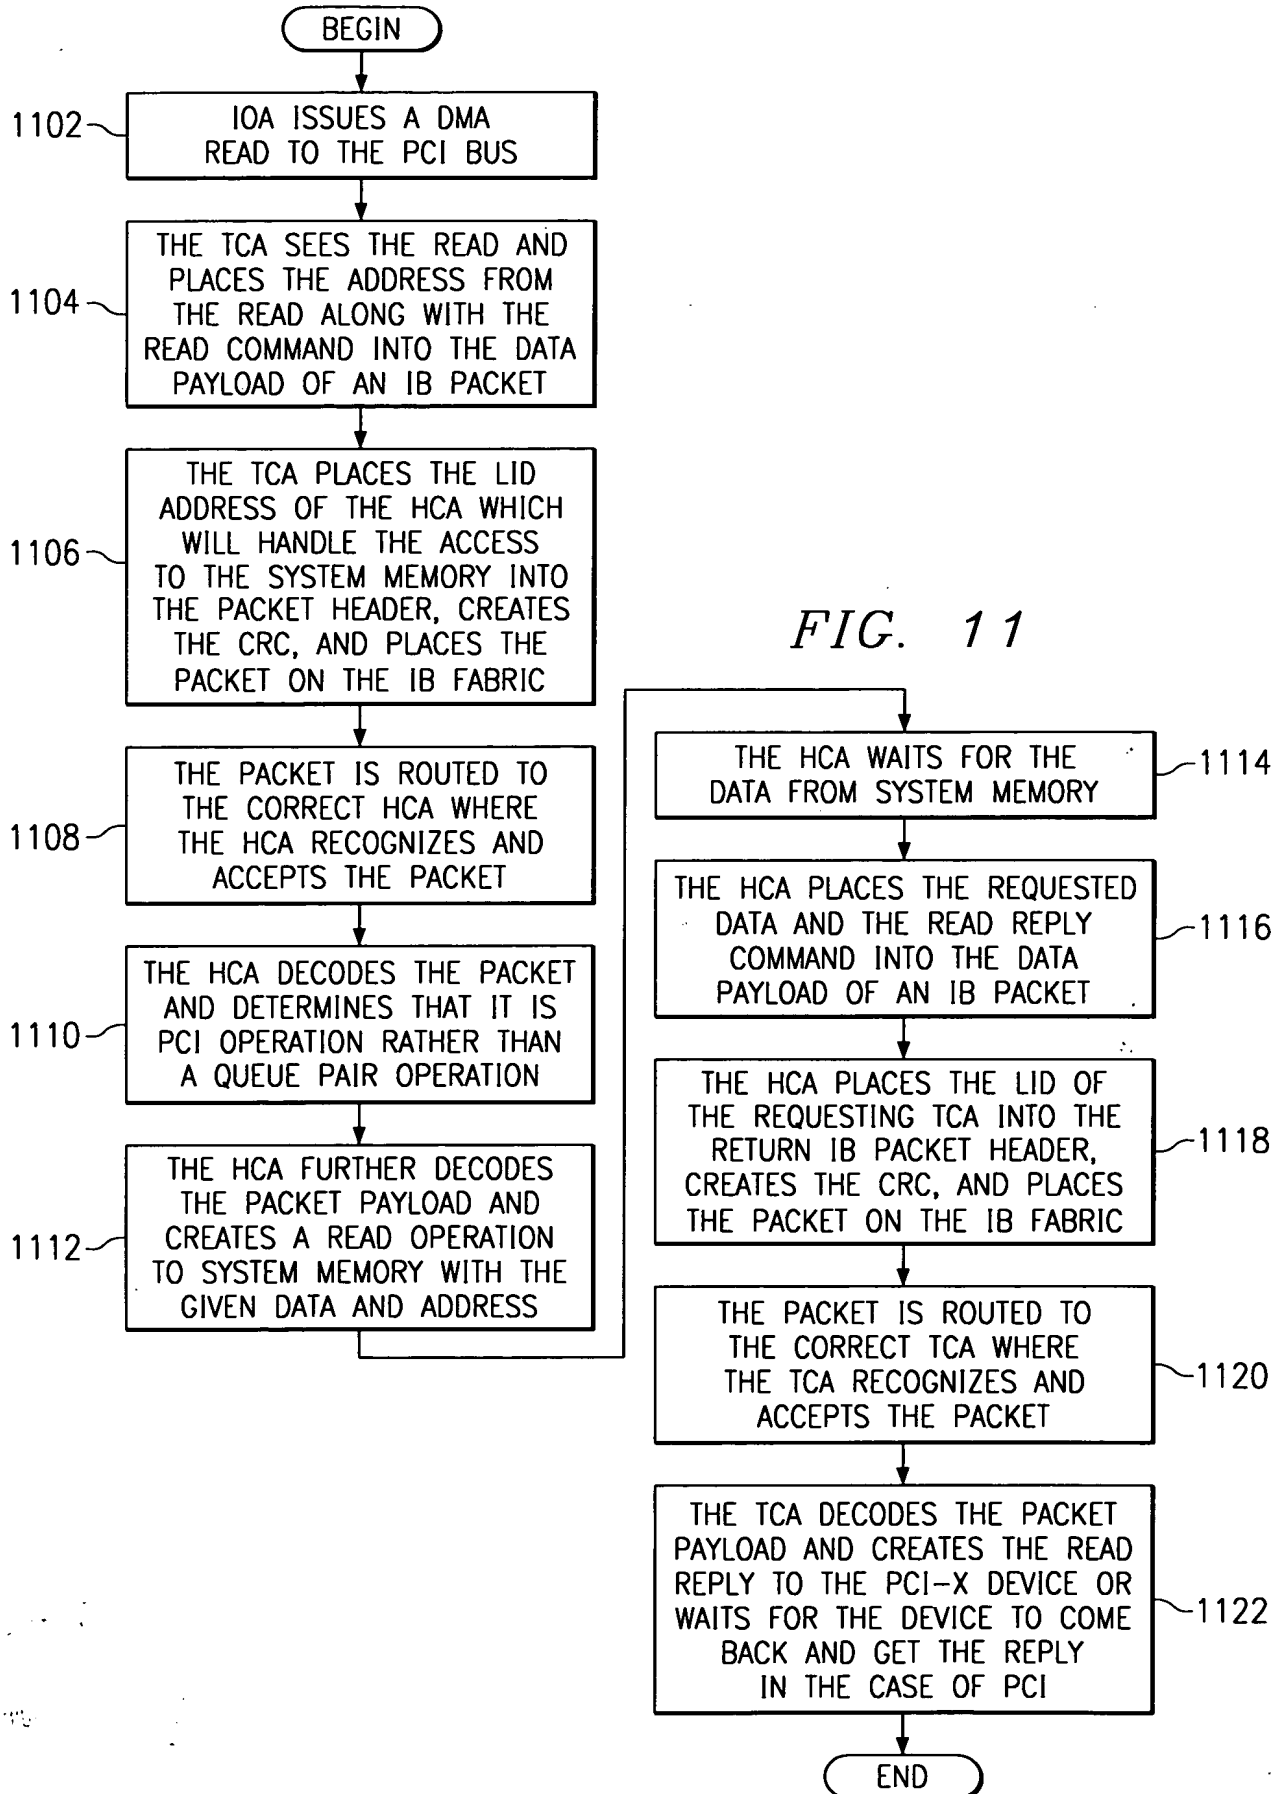 BEGIN
1102
IOA ISSUES A DMA
READ TO THE PCI BUS
1104
THE TCA SEES THE READ AND
PLACES THE ADDRESS FROM
THE READ ALONG WITH THE
READ COMMAND INTO THE DATA
PAYLOAD OF AN IB PACKET
1106
THE TCA PLACES THE LID
ADDRESS OF THE HCA WHICH
WILL HANDLE THE ACCESS
TO THE SYSTEM MEMORY INTO
THE PACKET HEADER, CREATES
THE CRC, AND PLACES THE
PACKET ON THE IB FABRIC
1108
THE PACKET IS ROUTED TO
THE CORRECT HCA WHERE
THE HCA RECOGNIZES AND
ACCEPTS THE PACKET
1110
THE HCA DECODES THE PACKET
AND DETERMINES THAT IT IS
PCI OPERATION RATHER THAN
A QUEUE PAIR OPERATION
1112
THE HCA FURTHER DECODES
THE PACKET PAYLOAD AND
CREATES A READ OPERATION
TO SYSTEM MEMORY WITH THE
GIVEN DATA AND ADDRESS
FIG. 11
THE HCA WAITS FOR THE
DATA FROM SYSTEM MEMORY
1114
THE HCA PLACES THE REQUESTED
DATA AND THE READ REPLY
COMMAND INTO THE DATA
PAYLOAD OF AN IB PACKET
1116
THE HCA PLACES THE LID OF
THE REQUESTING TCA INTO THE
RETURN IB PACKET HEADER,
CREATES THE CRC, AND PLACES
THE PACKET ON THE IB FABRIC
1118
THE PACKET IS ROUTED TO
THE CORRECT TCA WHERE
THE TCA RECOGNIZES AND
ACCEPTS THE PACKET
1120
THE TCA DECODES THE PACKET
PAYLOAD AND CREATES THE READ
REPLY TO THE PCI-X DEVICE OR
WAITS FOR THE DEVICE TO COME
BACK AND GET THE REPLY
IN THE CASE OF PCI
1122
END